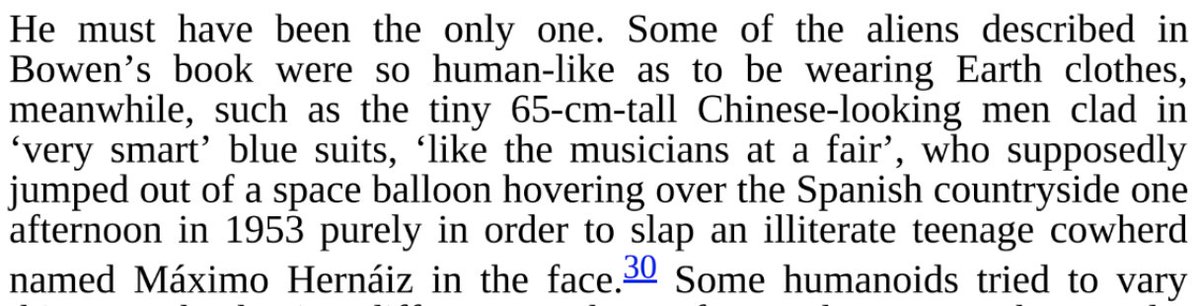 He must have been the only one. Some of the aliens described in
Bowen’s book were so human-like as to be wearing Earth clothes,
meanwhile, such as the tiny 65-cm-tall Chinese-looking men clad in
‘very smart’ blue suits, ‘like the musicians at a fair’, who supposedly
jumped out of a space balloon hovering over the Spanish countryside one
afternoon in 1953 purely in order to slap an illiterate teenage cowherd
named Máximo Hernáiz in the face.30 Some humanoids tried to vary